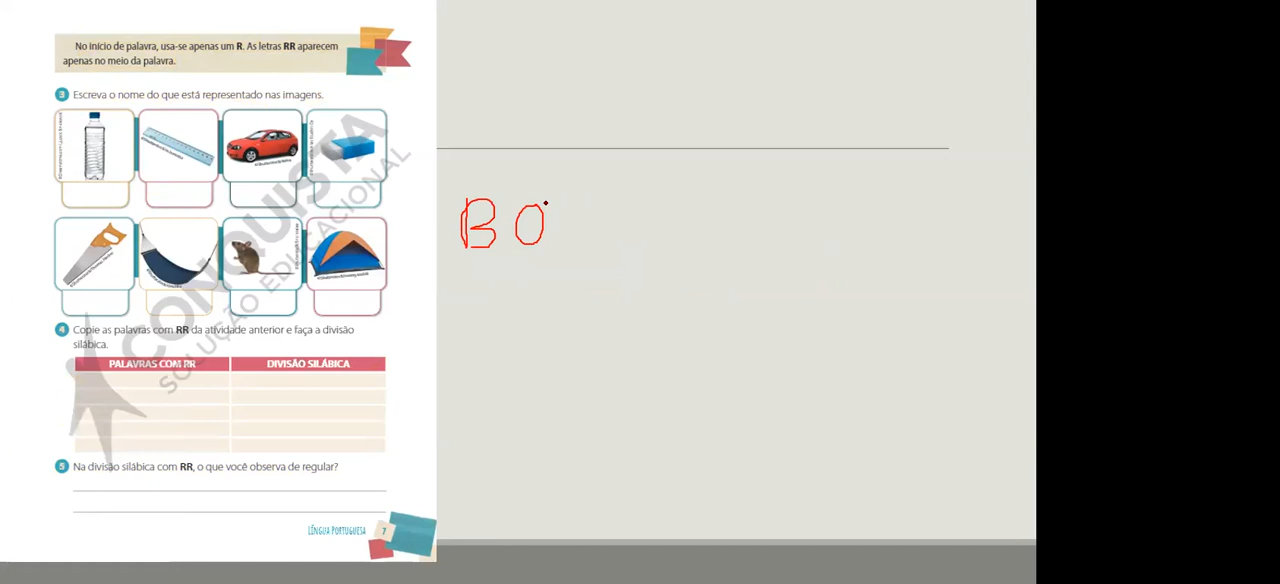 No início de palavra, usa-se apenas um R. As letras RR aparecem
apenas no meio da palavra.
3 Escreva o nome do que está representado nas imagens.
4 Copie as palavras com RR da atividade anterior e faça a divisão
silábica.
PALAVRAS COM RR DIVISÃO SILÁBICA
5 Na divisão silábica com RR, o que você observa de regular?
LÍNGUA PORTUGUESA 7
CONQUISTA
SOLUÇÃO EDUCACIONAL
BO